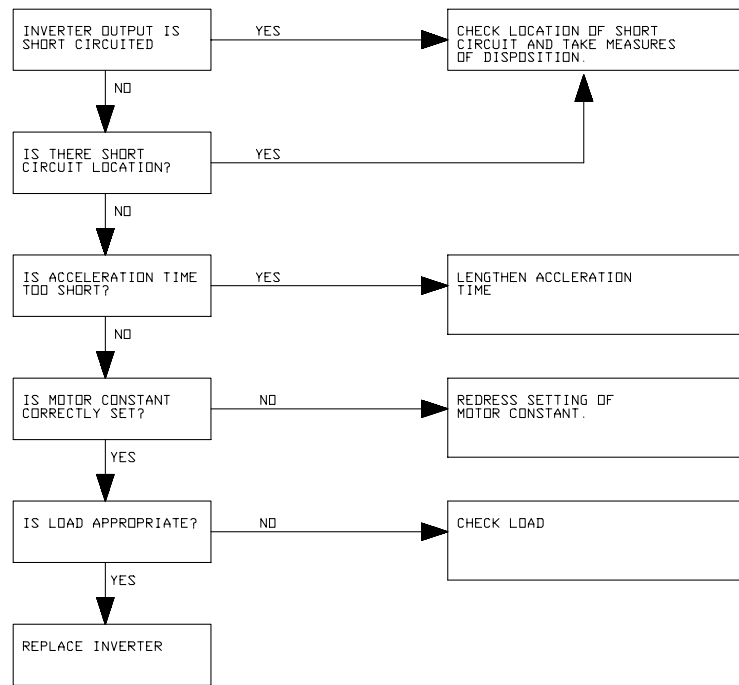 INVERTER OUTPUT IS
SHORT CIRCUITED
YES
CHECK LOCATION OF SHORT
CIRCUIT AND TAKE MEASURES
OF DISPOSITION.
NO
IS THERE SHORT
CIRCUIT LOCATION?
YES
NO
IS ACCELERATION TIME
TOO SHORT?
YES
LENGTHEN ACCLERATION
TIME
NO
IS MOTOR CONSTANT
CORRECTLY SET?
NO
REDRESS SETTING OF
MOTOR CONSTANT.
YES
IS LOAD APPROPRIATE?
NO
CHECK LOAD
YES
REPLACE INVERTER